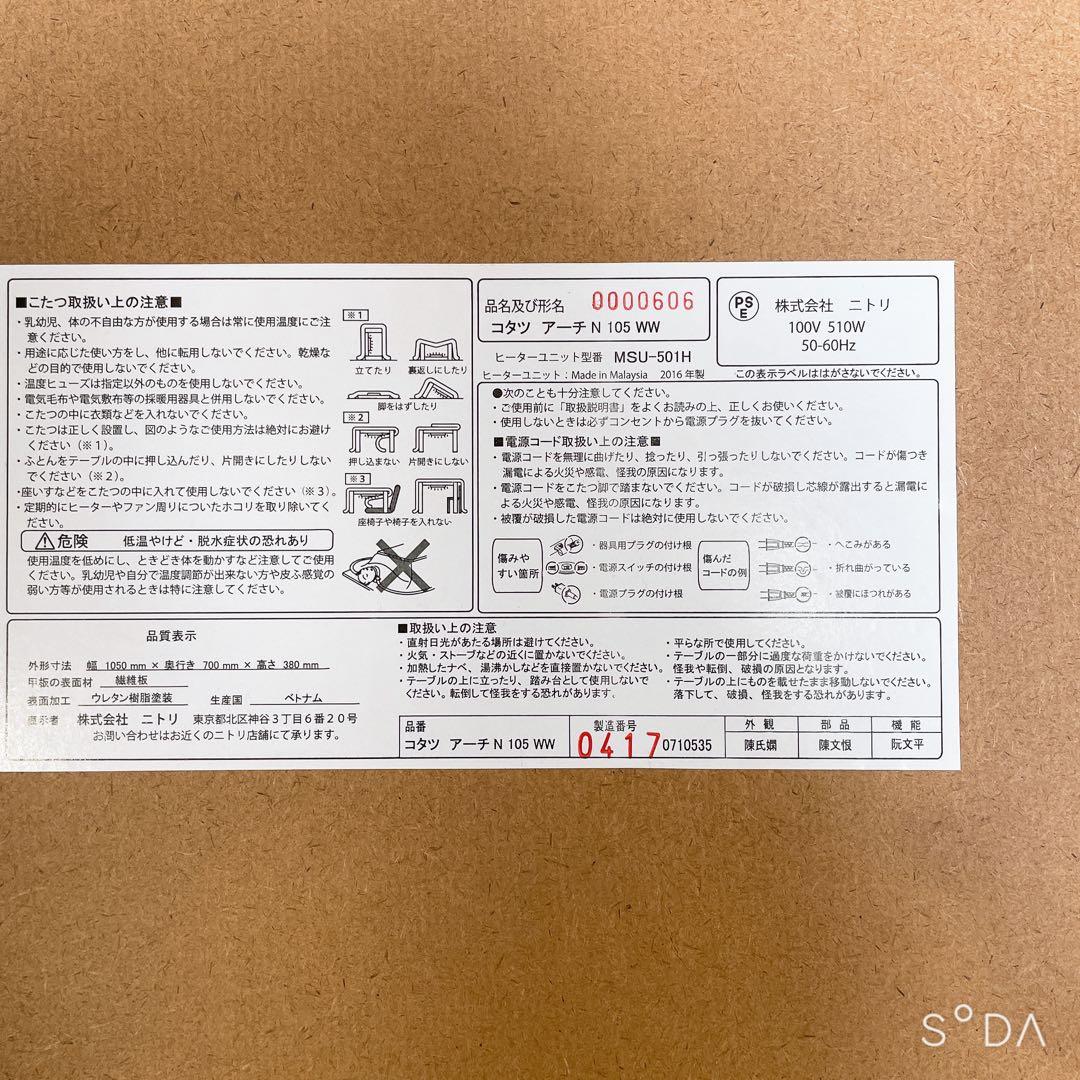 ■こたつ取扱い上の注意■
・乳幼児、体の不自由な方が使用する場合は常に使用温度にご注
意ください。
・用途に応じた使い方をし、他に転用しないでください。乾燥な
どの目的で使用しないでください。
・温度ヒューズは指定以外のものを使用しないでください。
・電気毛布や電気敷布等の採暖用器具と併用しないでください。
・こたつの中に衣類などを入れないでください。
・こたつは正しく設置し、図のようなご使用方法は絶対にお避け
ください（※１）。
・ふとんをテーブルの中に押し込んだり、片開きにしたりしない
でください（※２）。
・座いすなどをこたつの中に入れて使用しないでください（※３）。
・定期的にヒーターやファン周りについたホコリを取り除いてく
ださい。
※１
立てたり
裏返しにしたり
脚をはずしたり
※２
押し込まない
片開きにしない
※３
座椅子や椅子を入れない
危険 低温やけど・脱水症状の恐れあり
使用温度を低めにし、ときどき体を動かすなど注意してご使用
ください。乳幼児や自分で温度調節が出来ない方や皮ふ感覚の
弱い方等が使用されるときは特に注意してください。
品名及び形名 0000606
コタツ アーチ N 105 WW
PSE
株式会社 ニトリ
100V 510W
50-60Hz
ヒーターユニット型番 MSU-501H
ヒーターユニット：Made in Malaysia 2016 年製
この表示ラベルははがさないでください。
●次のことも十分注意してください。
・ご使用前に「取扱説明書」をよくお読みの上、正しくお使いください。
・使用しないときは必ずコンセントから電源プラグを抜いてください。
■電源コード取扱い上の注意■
・電源コードを無理に曲げたり、捻ったり、引っ張ったりしないでください。コードが傷つき
漏電による火災や感電、怪我の原因になります。
・電源コードをこたつ脚で踏まないでください。コードが破損し芯線が露出すると漏電に
よる火災や感電、怪我の原因になります。
・被覆が破損した電源コードは絶対に使用しないでください。
傷みや
すい箇所
・器具用プラグの付け根
・電源スイッチの付け根
・電源プラグの付け根
傷んだ
コードの例
・へこみがある
・折れ曲がっている
・被覆にほつれがある
品質表示
外形寸法 幅 1050 mm × 奥行き 700 mm × 高さ 380 mm
甲板の表面材 繊維板
表面加工 ウレタン樹脂塗装 生産国 ベトナム
表示者 株式会社 ニトリ 東京都北区神谷３丁目６番２０号
お問い合わせはお近くのニトリ店舗にて承ります。
■取扱い上の注意
・直射日光があたる場所は避けてください。
・火気・ストーブなどの近くに置かないでください。
・加熱したナベ、湯沸かしなどを直接置かないでください。
・テーブルの上に立ったり、踏み台として使用しないで
ください。転倒して怪我をする恐れがあります。
・平らな所で使用してください。
・テーブルの一部分に過度な荷重をかけないでください。
怪我や転倒、破損の原因となります。
・テーブルの上にものを載せたまま移動しないでください。
落下して、破損、怪我をする恐れがあります。
品番
コタツ アーチ N 105 WW
製造番号
0417 0710535
外観 部品 機能
陳氏嫻 陳文恨 阮文平
SODA